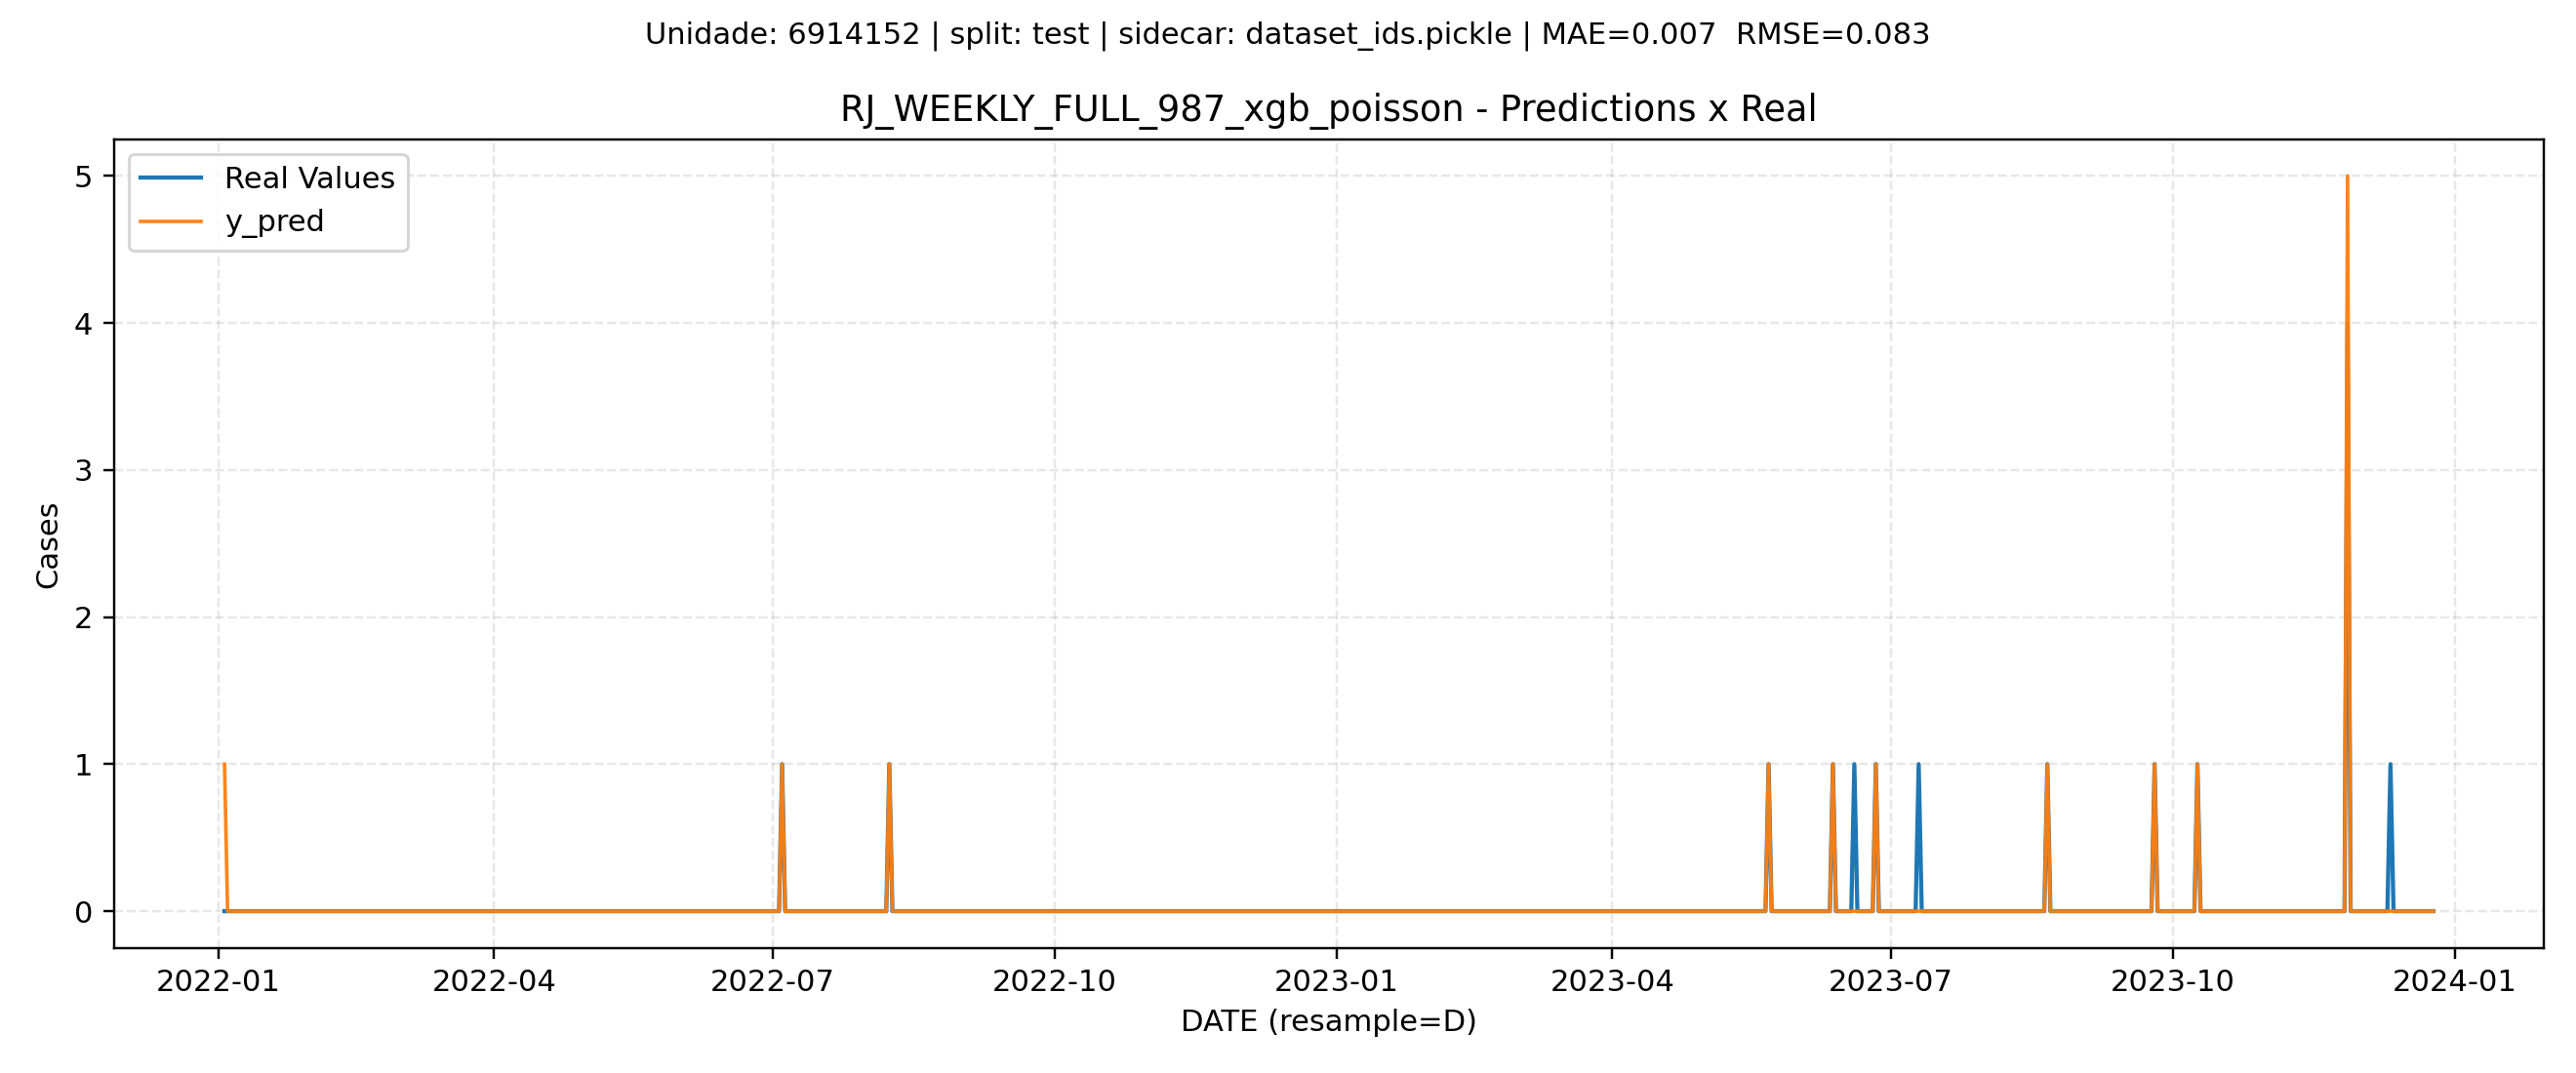 Unidade: 6914152 | split: test | sidecar: dataset_ids.pickle | MAE=0.007  RMSE=0.083
RJ_WEEKLY_FULL_987_xgb_poisson - Predictions x Real
Real Values
y_pred
5
4
3
2
1
0
Cases
2022-01 2022-04 2022-07 2022-10 2023-01 2023-04 2023-07 2023-10 2024-01
DATE (resample=D)